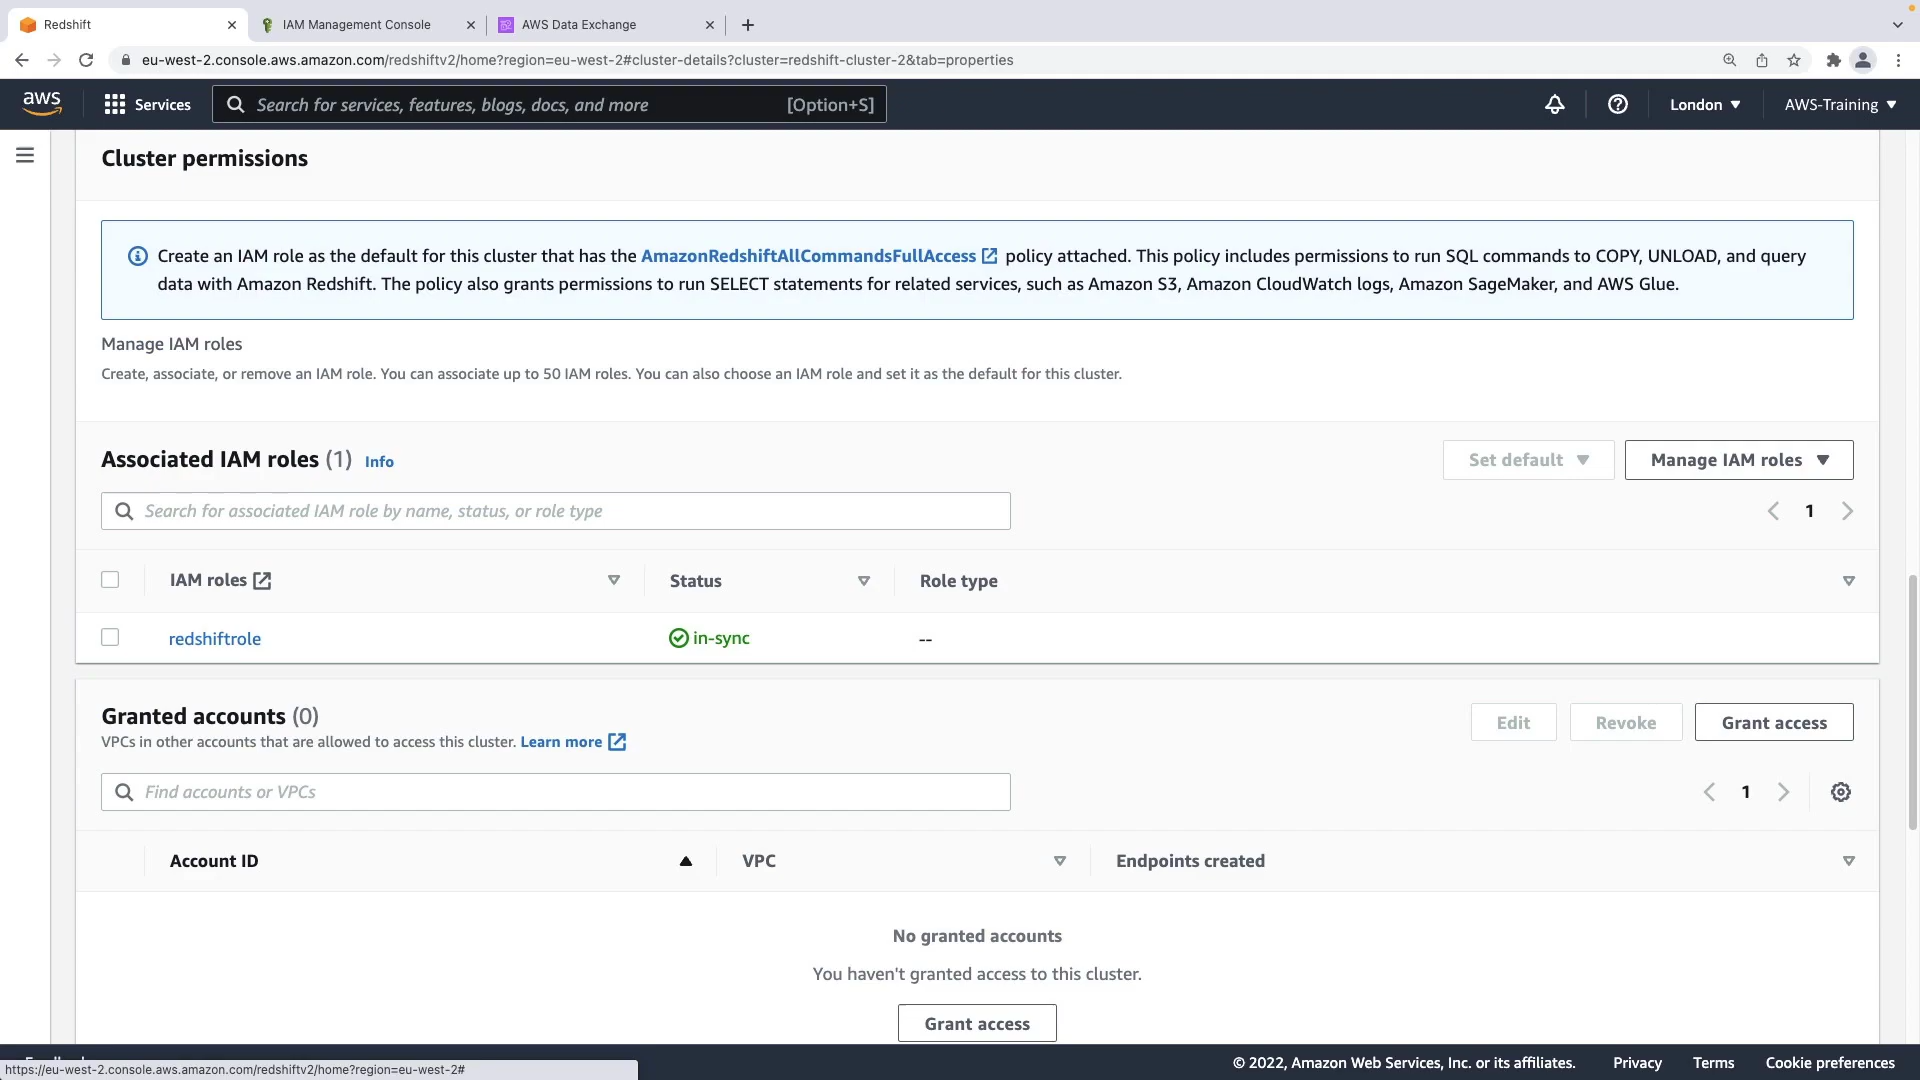 Redshift
IAM Management Console
AWS Data Exchange
eu-west-2.console.aws.amazon.com/redshiftv2/home?region=eu-west-2#cluster-details?cluster=redshift-cluster-2&tab=properties
aws
Services
Search for services, features, blogs, docs, and more
[Option+S]
London
AWS-Training
Cluster permissions
Create an IAM role as the default for this cluster that has the AmazonRedshiftAllCommandsFullAccess policy attached. This policy includes permissions to run SQL commands to COPY, UNLOAD, and query
data with Amazon Redshift. The policy also grants permissions to run SELECT statements for related services, such as Amazon S3, Amazon CloudWatch logs, Amazon SageMaker, and AWS Glue.
Manage IAM roles
Create, associate, or remove an IAM role. You can associate up to 50 IAM roles. You can also choose an IAM role and set it as the default for this cluster.
Associated IAM roles (1) Info
Set default
Manage IAM roles
Search for associated IAM role by name, status, or role type
1
IAM roles
Status
Role type
redshiftrole
in-sync
--
Granted accounts (0)
VPCs in other accounts that are allowed to access this cluster. Learn more
Edit
Revoke
Grant access
Find accounts or VPCs
1
Account ID
VPC
Endpoints created
No granted accounts
You haven't granted access to this cluster.
Grant access
© 2022, Amazon Web Services, Inc. or its affiliates.
Privacy
Terms
Cookie preferences
https://eu-west-2.console.aws.amazon.com/redshiftv2/home?region=eu-west-2#